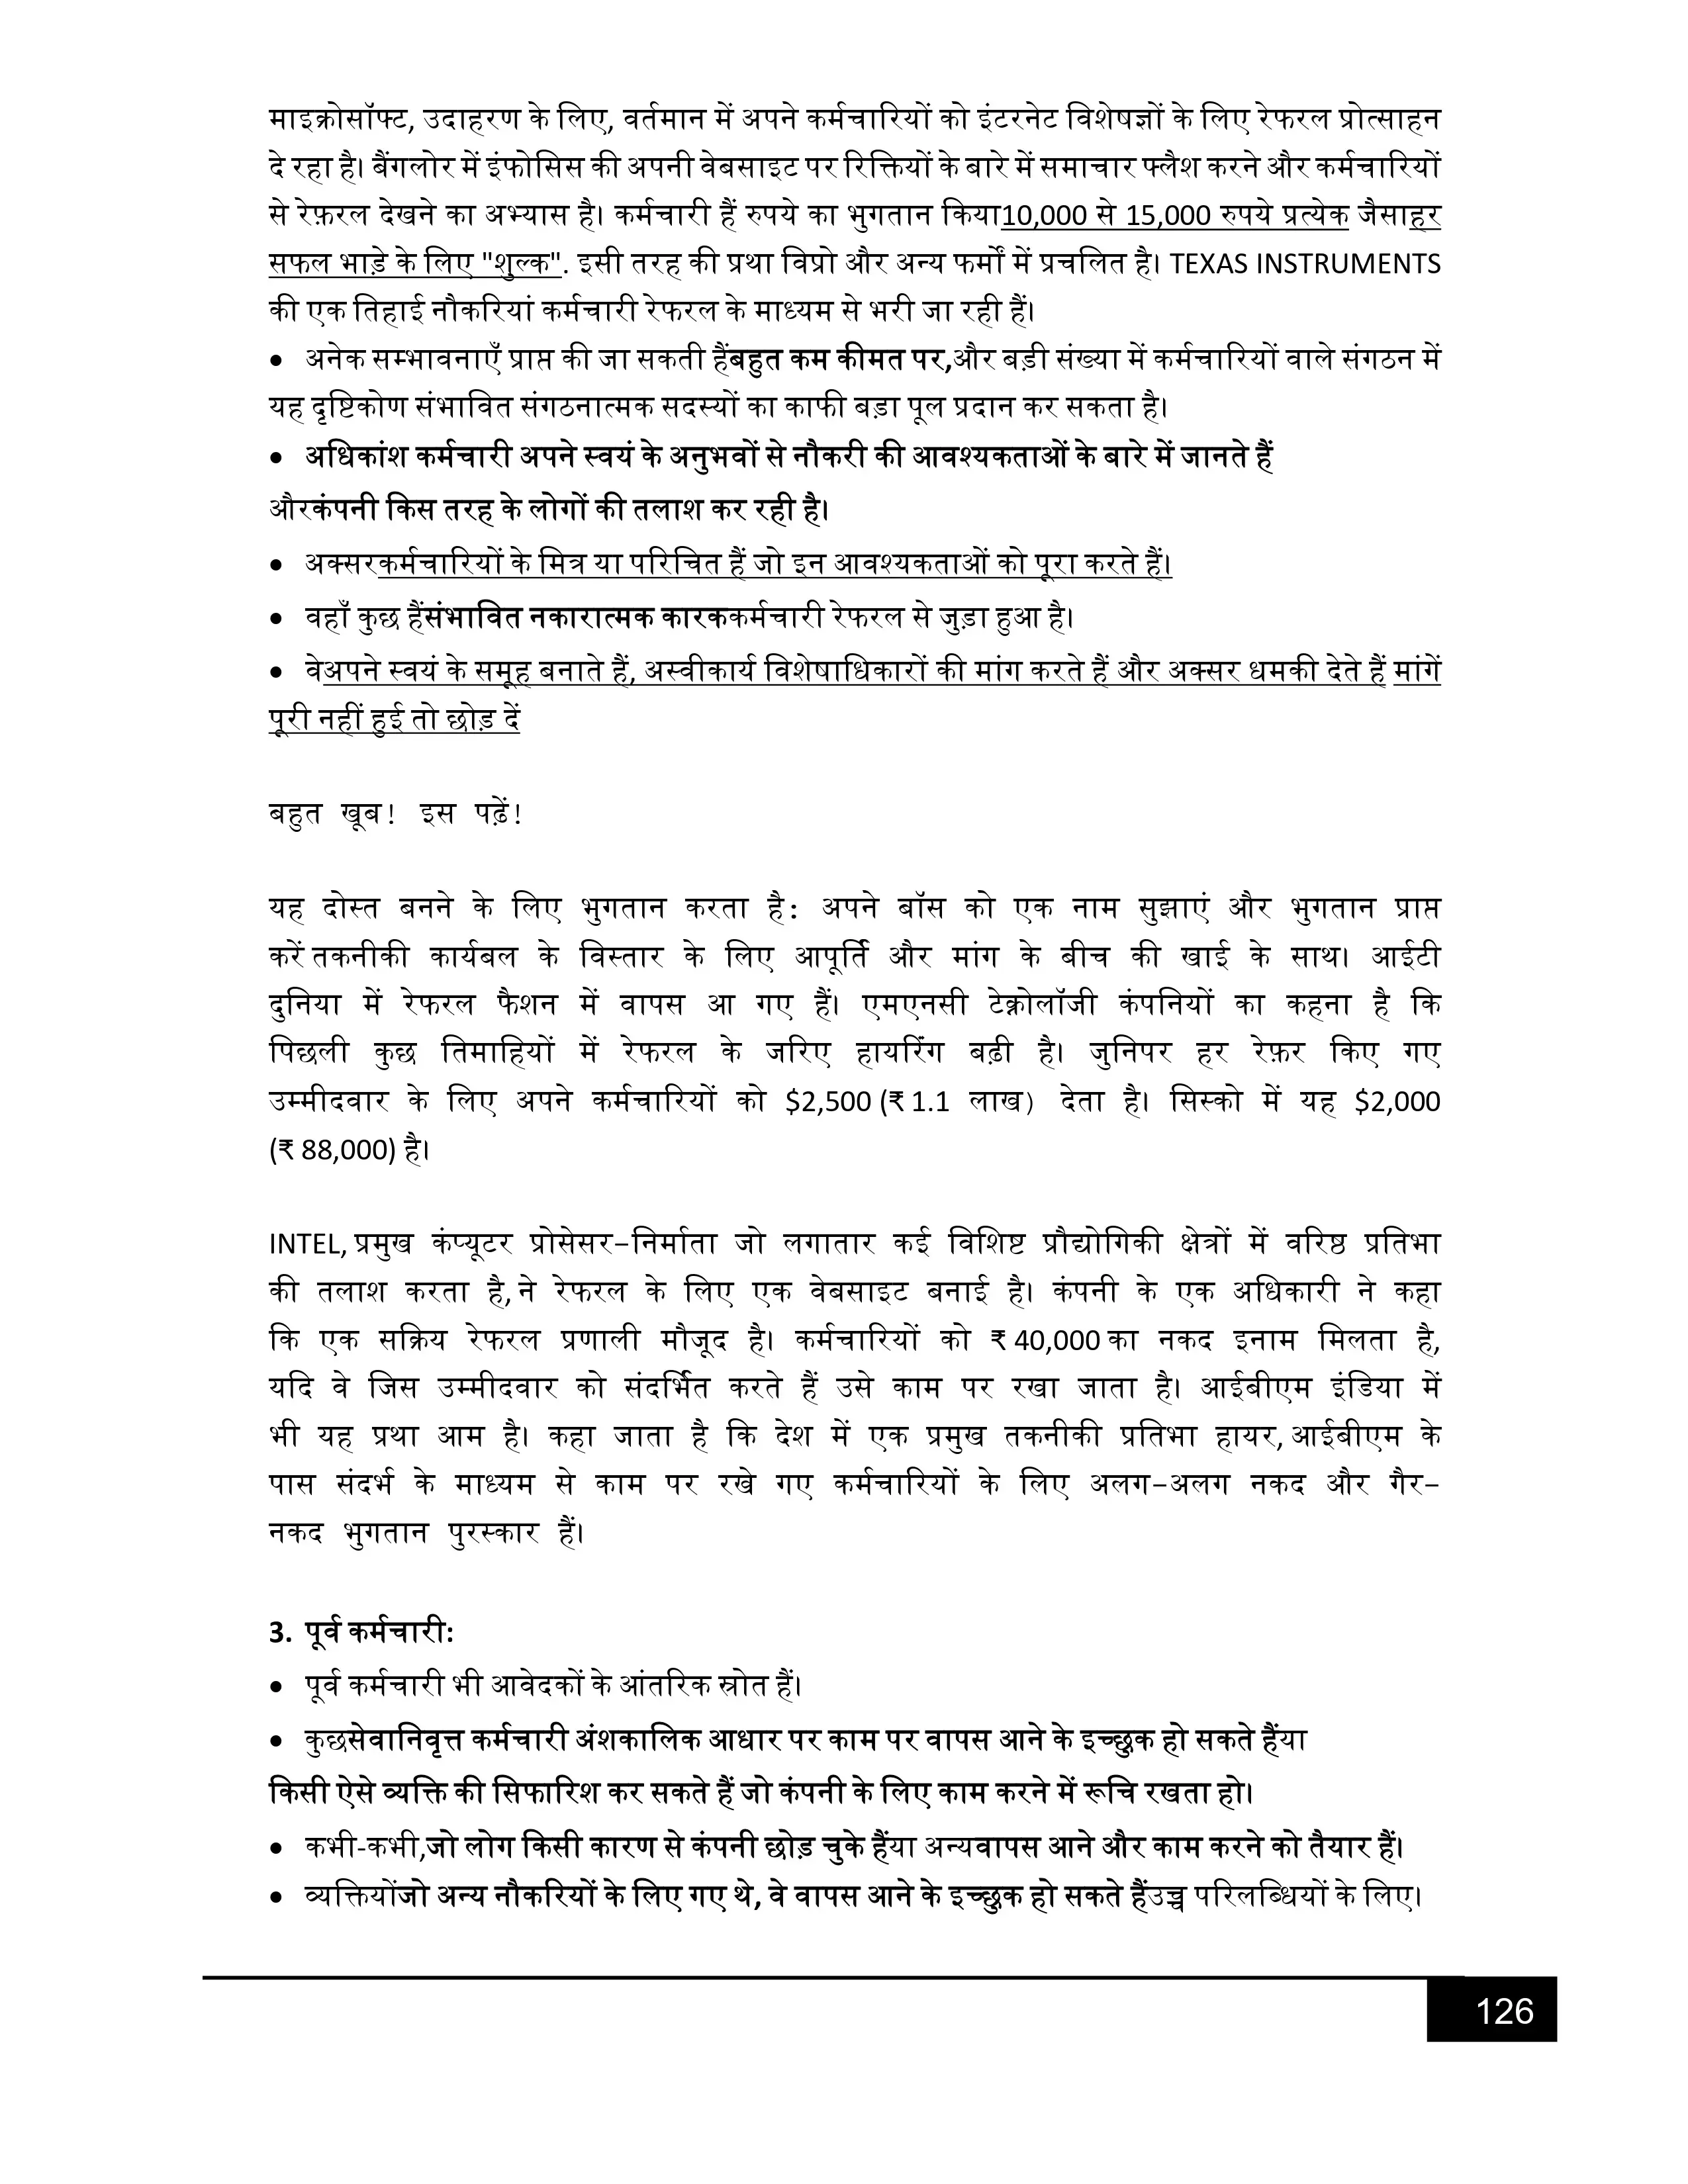 माइक्रोसॉफ्ट, उदाहरण के लिए, वर्तमान में अपने कर्मचारियों को इंटरनेट विशेषज्ञों के लिए रेफरल प्रोत्साहन
दे रहा है। बैंगलोर में इंफोसिस की अपनी वेबसाइट पर रिक्तियों के बारे में समाचार फ्लैश करने और कर्मचारियों
से रेफ़रल देखने का अभ्यास है। कर्मचारी हैं रुपये का भुगतान किया10,000 से 15,000 रुपये प्रत्येक जैसाहर
सफल भाड़े के लिए "शुल्क". इसी तरह की प्रथा विप्रो और अन्य फर्मों में प्रचलित है। TEXAS INSTRUMENTS
की एक तिहाई नौकरियां कर्मचारी रेफरल के माध्यम से भरी जा रही हैं।
• अनेक सम्भावनाएँ प्राप्त की जा सकती हैंबहुत कम कीमत पर,और बड़ी संख्या में कर्मचारियों वाले संगठन में
यह दृष्टिकोण संभावित संगठनात्मक सदस्यों का काफी बड़ा पूल प्रदान कर सकता है।
• अधिकांश कर्मचारी अपने स्वयं के अनुभवों से नौकरी की आवश्यकताओं के बारे में जानते हैं
औरकंपनी किस तरह के लोगों की तलाश कर रही है।
• अक्सरकर्मचारियों के मित्र या परिचित हैं जो इन आवश्यकताओं को पूरा करते हैं।
• वहाँ कुछ हैंसंभावित नकारात्मक कारककर्मचारी रेफरल से जुड़ा हुआ है।
• वेअपने स्वयं के समूह बनाते हैं, अस्वीकार्य विशेषाधिकारों की मांग करते हैं और अक्सर धमकी देते हैं मांगें
पूरी नहीं हुई तो छोड़ दें
बहुत खूब! इस पढ़ें!
यह दोस्त बनने के लिए भुगतान करता है: अपने बॉस को एक नाम सुझाएं और भुगतान प्राप्त
करें तकनीकी कार्यबल के विस्तार के लिए आपूर्ति और मांग के बीच की खाई के साथ। आईटी
दुनिया में रेफरल फैशन में वापस आ गए हैं। एमएनसी टेक्नोलॉजी कंपनियों का कहना है कि
पिछली कुछ तिमाहियों में रेफरल के जरिए हायरिंग बढ़ी है। जुनिपर हर रेफ़र किए गए
उम्मीदवार के लिए अपने कर्मचारियों को $2,500 (₹ 1.1 लाख) देता है। सिस्को में यह $2,000
(₹ 88,000) है।
INTEL, प्रमुख कंप्यूटर प्रोसेसर-निर्माता जो लगातार कई विशिष्ट प्रौद्योगिकी क्षेत्रों में वरिष्ठ प्रतिभा
की तलाश करता है, ने रेफरल के लिए एक वेबसाइट बनाई है। कंपनी के एक अधिकारी ने कहा
कि एक सक्रिय रेफरल प्रणाली मौजूद है। कर्मचारियों को ₹ 40,000 का नकद इनाम मिलता है,
यदि वे जिस उम्मीदवार को संदर्भित करते हैं उसे काम पर रखा जाता है। आईबीएम इंडिया में
भी यह प्रथा आम है। कहा जाता है कि देश में एक प्रमुख तकनीकी प्रतिभा हायर, आईबीएम के
पास संदर्भ के माध्यम से काम पर रखे गए कर्मचारियों के लिए अलग-अलग नकद और गैर-
नकद भुगतान पुरस्कार हैं।
3. पूर्व कर्मचारी:
• पूर्व कर्मचारी भी आवेदकों के आंतरिक स्रोत हैं।
• कुछसेवानिवृत्त कर्मचारी अंशकालिक आधार पर काम पर वापस आने के इच्छुक हो सकते हैंया
किसी ऐसे व्यक्ति की सिफारिश कर सकते हैं जो कंपनी के लिए काम करने में रूचि रखता हो।
• कभी-कभी,जो लोग किसी कारण से कंपनी छोड़ चुके हैंया अन्यवापस आने और काम करने को तैयार हैं।
• व्यक्तियोंजो अन्य नौकरियों के लिए गए थे, वे वापस आने के इच्छुक हो सकते हैंउच्च परिलब्धियों के लिए।
126